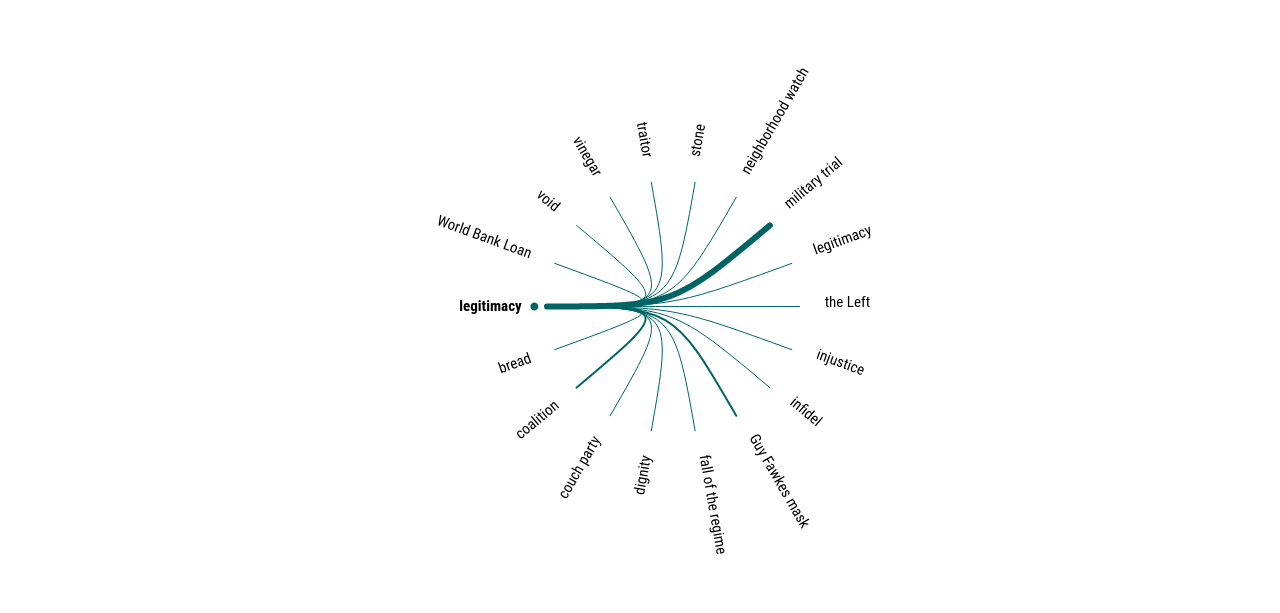 legitimacy
World Bank Loan
void
vinegar
traitor
stone
neighborhood watch
military trial
legitimacy
the Left
injustice
infidel
Guy Fawkes mask
fall of the regime
dignity
couch party
coalition
bread